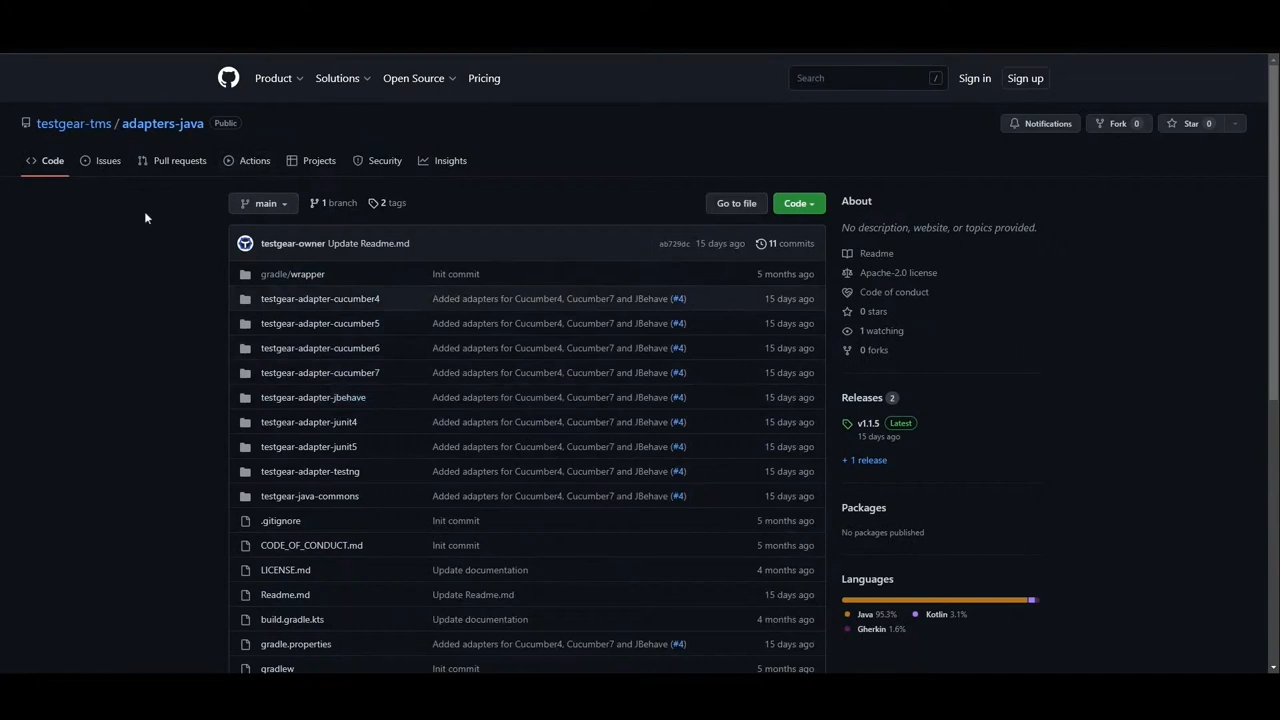 Product Solutions Open Source Pricing Search / Sign in Sign up
testgear-tms / adapters-java Public Notifications Fork 0 Star 0
Code Issues Pull requests Actions Projects Security Insights
main 1 branch 2 tags Go to file Code
testgear-owner Update Readme.md ab729dc 15 days ago 11 commits
gradle/wrapper Init commit 5 months ago
testgear-adapter-cucumber4 Added adapters for Cucumber4, Cucumber7 and JBehave (#4) 15 days ago
testgear-adapter-cucumber5 Added adapters for Cucumber4, Cucumber7 and JBehave (#4) 15 days ago
testgear-adapter-cucumber6 Added adapters for Cucumber4, Cucumber7 and JBehave (#4) 15 days ago
testgear-adapter-cucumber7 Added adapters for Cucumber4, Cucumber7 and JBehave (#4) 15 days ago
testgear-adapter-jbehave Added adapters for Cucumber4, Cucumber7 and JBehave (#4) 15 days ago
testgear-adapter-junit4 Added adapters for Cucumber4, Cucumber7 and JBehave (#4) 15 days ago
testgear-adapter-junit5 Added adapters for Cucumber4, Cucumber7 and JBehave (#4) 15 days ago
testgear-adapter-testng Added adapters for Cucumber4, Cucumber7 and JBehave (#4) 15 days ago
testgear-java-commons Added adapters for Cucumber4, Cucumber7 and JBehave (#4) 15 days ago
.gitignore Init commit 5 months ago
CODE_OF_CONDUCT.md Init commit 5 months ago
LICENSE.md Update documentation 4 months ago
Readme.md Update Readme.md 15 days ago
build.gradle.kts Update documentation 4 months ago
gradle.properties Added adapters for Cucumber4, Cucumber7 and JBehave (#4) 15 days ago
gradlew Init commit 5 months ago
About
No description, website, or topics provided.
Readme
Apache-2.0 license
Code of conduct
0 stars
1 watching
0 forks
Releases 2
v1.1.5 Latest
15 days ago
+ 1 release
Packages
No packages published
Languages
Java 95.3% Kotlin 3.1%
Gherkin 1.6%